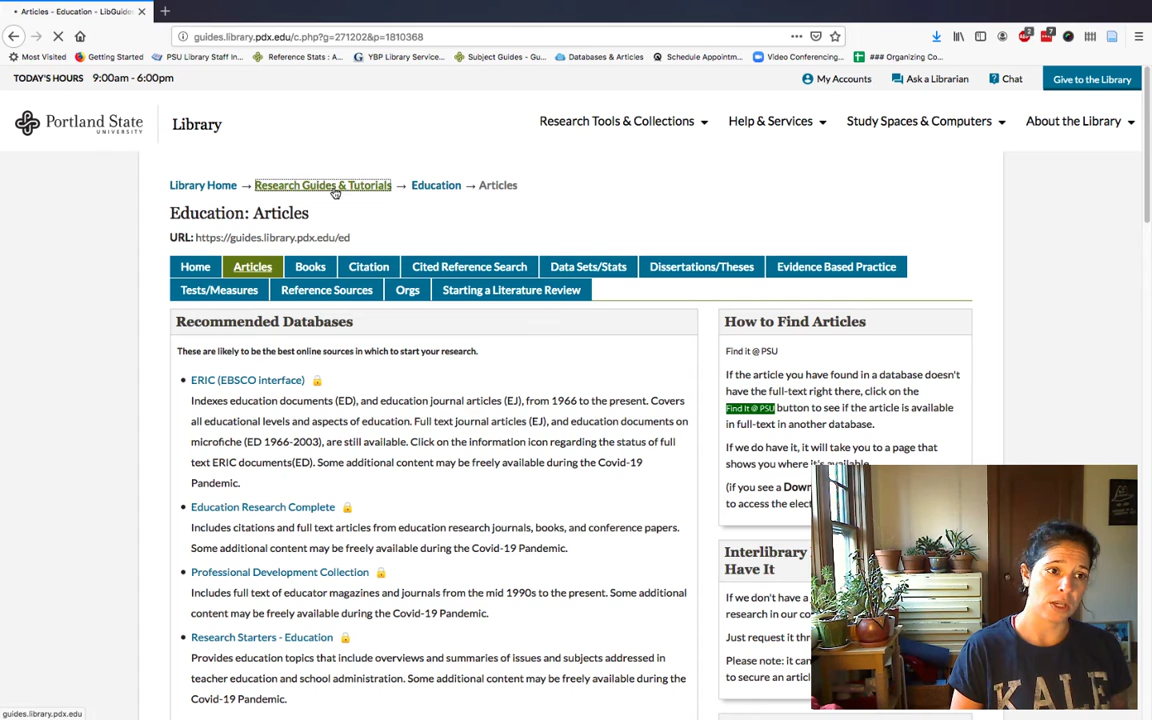 Articles - Education - LibGuide
guides.library.pdx.edu/c.php?g=271202&p=1810368
2
7
Most Visited Getting Started PSU Library Staff In... Reference Stats : A... YBP Library Service... Subject Guides - Gu... Databases & Articles Schedule Appointm... Video Conferencing... ### Organizing Co...
TODAY'S HOURS 9:00am - 6:00pm
My Accounts Ask a Librarian Chat Give to the Library
Portland State
UNIVERSITY
Library
Research Tools & Collections Help & Services Study Spaces & Computers About the Library
Library Home → Research Guides & Tutorials → Education → Articles
Education: Articles
URL: https://guides.library.pdx.edu/ed
Home Articles Books Citation Cited Reference Search Data Sets/Stats Dissertations/Theses Evidence Based Practice
Tests/Measures Reference Sources Orgs Starting a Literature Review
Recommended Databases
These are likely to be the best online sources in which to start your research.
• ERIC (EBSCO interface)
Indexes education documents (ED), and education journal articles (EJ), from 1966 to the present. Covers
all educational levels and aspects of education. Full text journal articles (EJ), and education documents on
microfiche (ED 1966-2003), are still available. Click on the information icon regarding the status of full
text ERIC documents(ED). Some additional content may be freely available during the Covid-19
Pandemic.
• Education Research Complete
Includes citations and full text articles from education research journals, books, and conference papers.
Some additional content may be freely available during the Covid-19 Pandemic.
• Professional Development Collection
Includes full text of educator magazines and journals from the mid 1990s to the present. Some additional
content may be freely available during the Covid-19 Pandemic.
• Research Starters - Education
Provides education topics that include overviews and summaries of issues and subjects addressed in
teacher education and school administration. Some additional content may be freely available during the
Covid-19 Pandemic.
How to Find Articles
Find it @ PSU
If the article you have found in a database doesn't
have the full-text right there, click on the
Find It @ PSU button to see if the article is available
in full-text in another database.
If we do have it, it will take you to a page that
shows you where it's available.
(if you see a Down
to access the elect
Interlibrary
Have It
If we don't have a
research in our co
Just request it thr
Please note: it can
to secure an articl
KALE
guides.library.pdx.edu